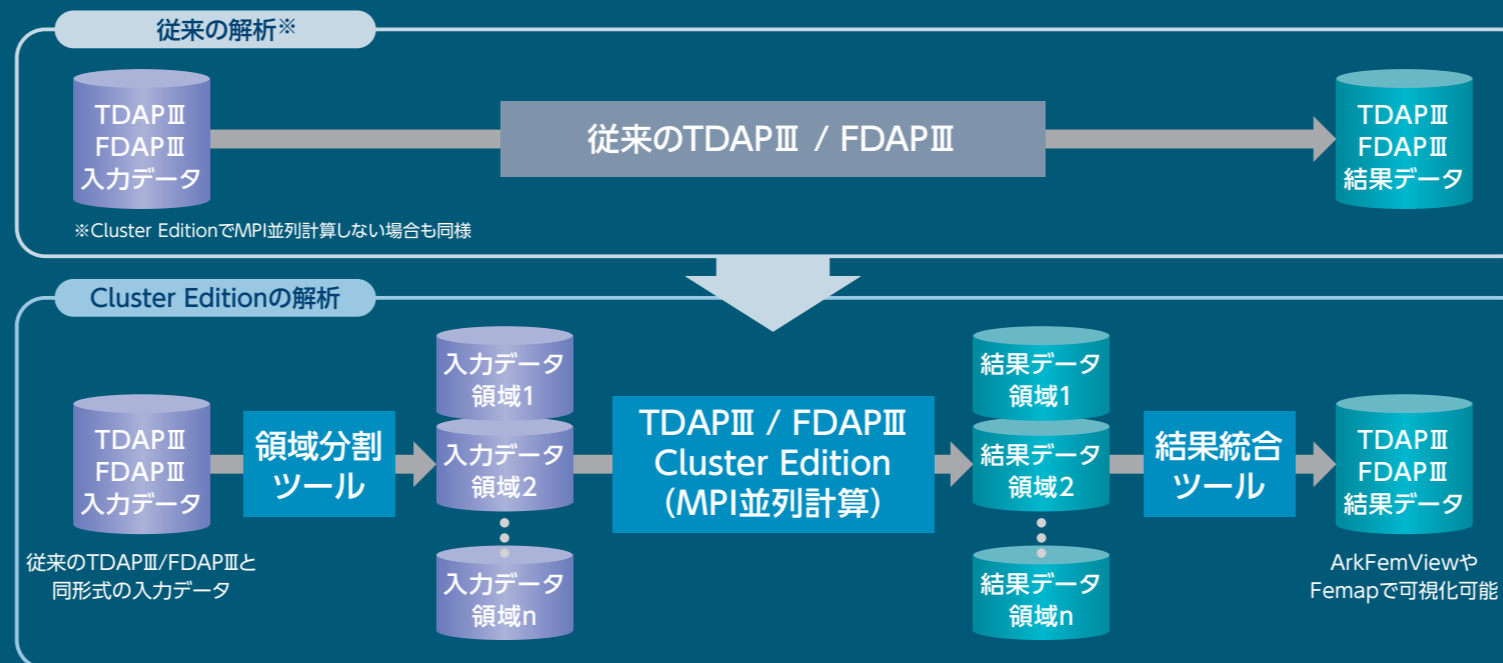 従来の解析※
TDAPⅢ
FDAPⅢ
入力データ
従来のTDAPⅢ / FDAPⅢ
TDAPⅢ
FDAPⅢ
結果データ
※Cluster EditionでMPI並列計算しない場合も同様
Cluster Editionの解析
TDAPⅢ
FDAPⅢ
入力データ
従来のTDAPⅢ/FDAPⅢと
同形式の入力データ
領域分割
ツール
入力データ
領域1
入力データ
領域2
入力データ
領域n
TDAPⅢ / FDAPⅢ
Cluster Edition
(MPI並列計算)
結果データ
領域1
結果データ
領域2
結果データ
領域n
結果統合
ツール
TDAPⅢ
FDAPⅢ
結果データ
ArkFemViewや
Femapで可視化可能